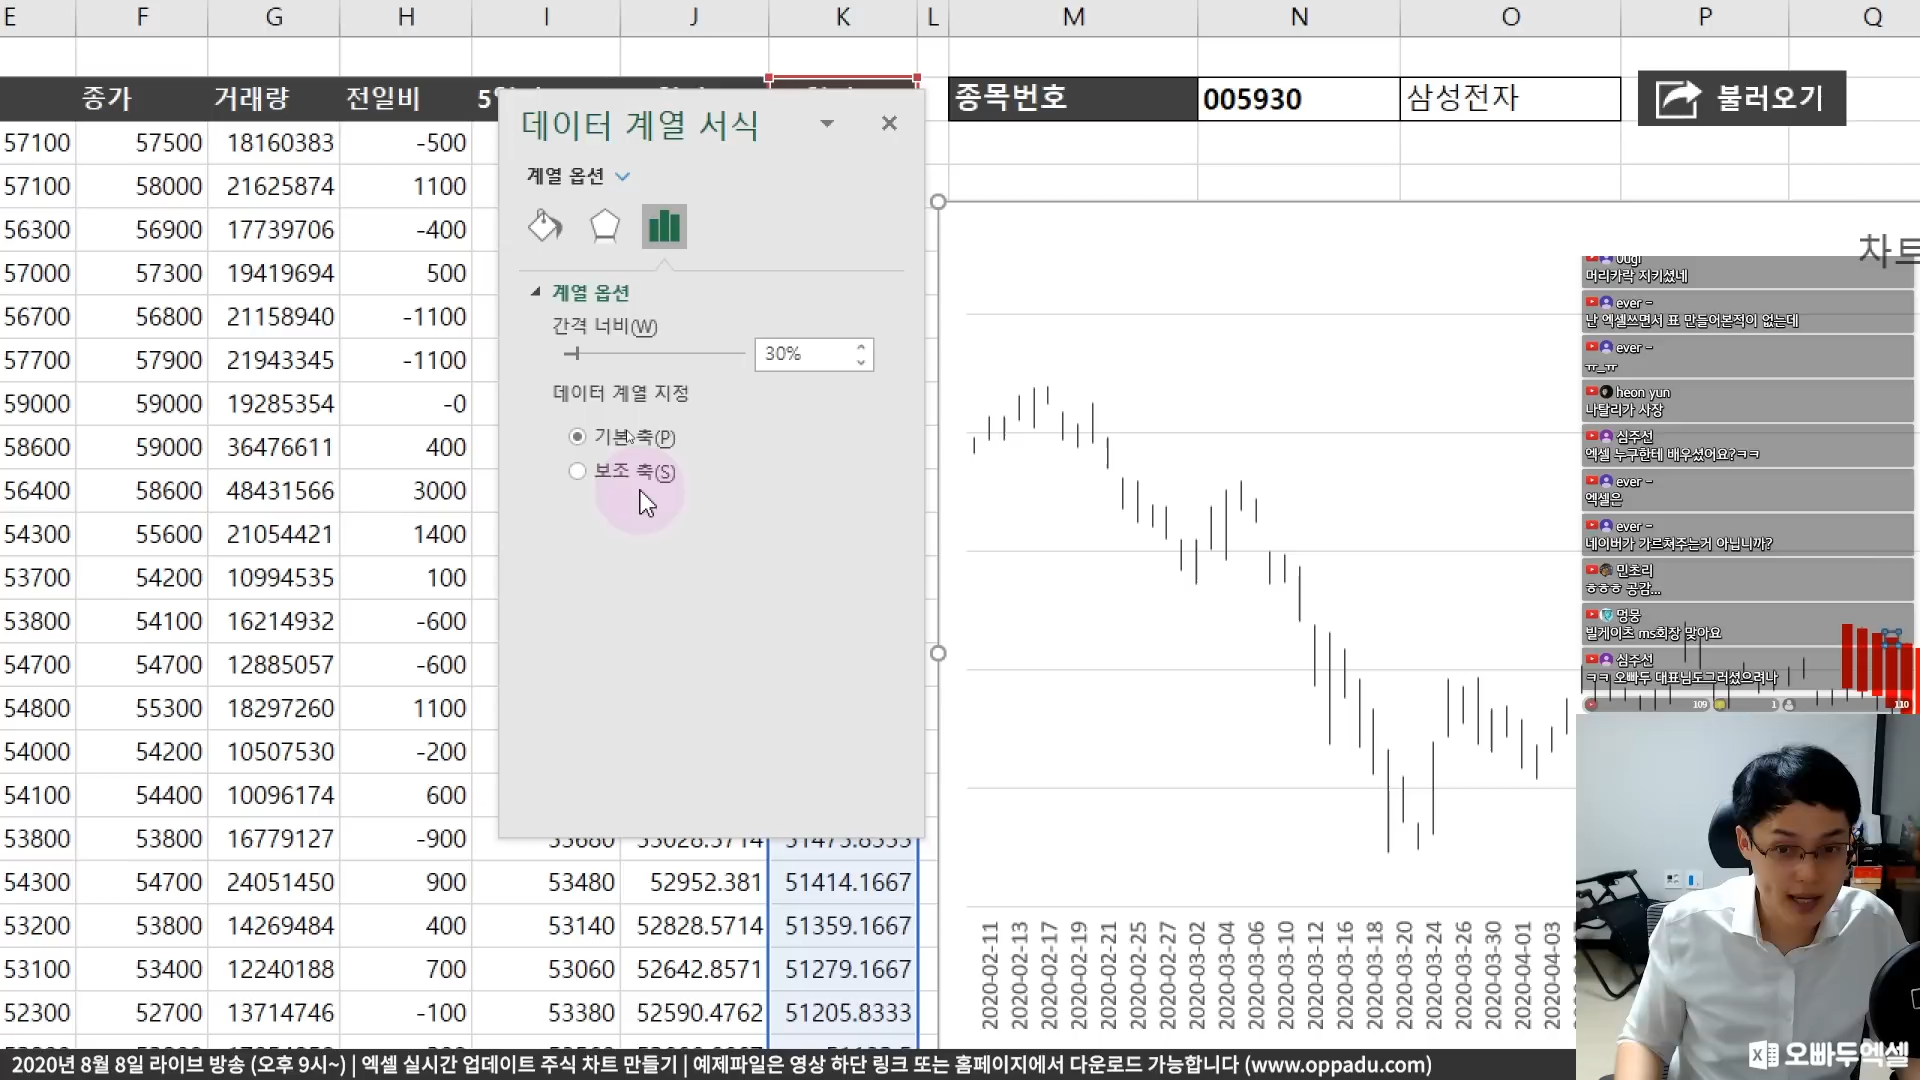 E F G H I J K L M N O P Q
종가 거래량 전일비
종목번호 005930 삼성전자 불러오기
57100 57500 18160383 -500
57100 58000 21625874 1100
56300 56900 17739706 -400
57000 57300 19419694 500
56700 56800 21158940 -1100
57700 57900 21943345 -1100
59000 59000 19285354 -0
58600 59000 36476611 400
56400 58600 48431566 3000
54300 55600 21054421 1400
53700 54200 10994535 100
53800 54100 16214932 -600
54700 54700 12885057 -600
54800 55300 18297260 1100
54000 54200 10507530 -200
54100 54400 10096174 600
53800 53800 16779127 -900 53680 53028.5714 51473.8333
54300 54700 24051450 900 53480 52952.381 51414.1667
53200 53800 14269484 400 53140 52828.5714 51359.1667
53100 53400 12240188 700 53060 52642.8571 51279.1667
52300 52700 13714746 -100 53380 52590.4762 51205.8333
데이터 계열 서식
계열 옵션
계열 옵션
간격 너비(W)
30%
데이터 계열 지정
기본 축(P)
보조 축(S)
차트
2020-02-11
2020-02-13
2020-02-17
2020-02-19
2020-02-21
2020-02-25
2020-02-27
2020-03-02
2020-03-04
2020-03-06
2020-03-10
2020-03-12
2020-03-16
2020-03-18
2020-03-20
2020-03-24
2020-03-26
2020-03-30
2020-04-01
2020-04-03
머리카락 지키셨네
ever -
난 엑셀쓰면서 표 만들어본적이 없는데
ever -
ㅠ_ㅠ
heon yun
나탈리가 사장
심주선
엑셀 누구한테 배우셨어요?ㅋㅋ
ever -
엑셀은
ever -
네이버가 가르쳐주는거 아닙니까?
민초리
ㅎㅎㅎ 공감...
멍뭉
빌게이츠 ms회장 맞아요
심주선
ㅋㅋ 오빠두 대표님도그러셨으려나
109 1 110
2020년 8월 8일 라이브 방송 (오후 9시~) | 엑셀 실시간 업데이트 주식 차트 만들기 | 예제파일은 영상 하단 링크 또는 홈페이지에서 다운로드 가능합니다 (www.oppadu.com)
오빠두엑셀